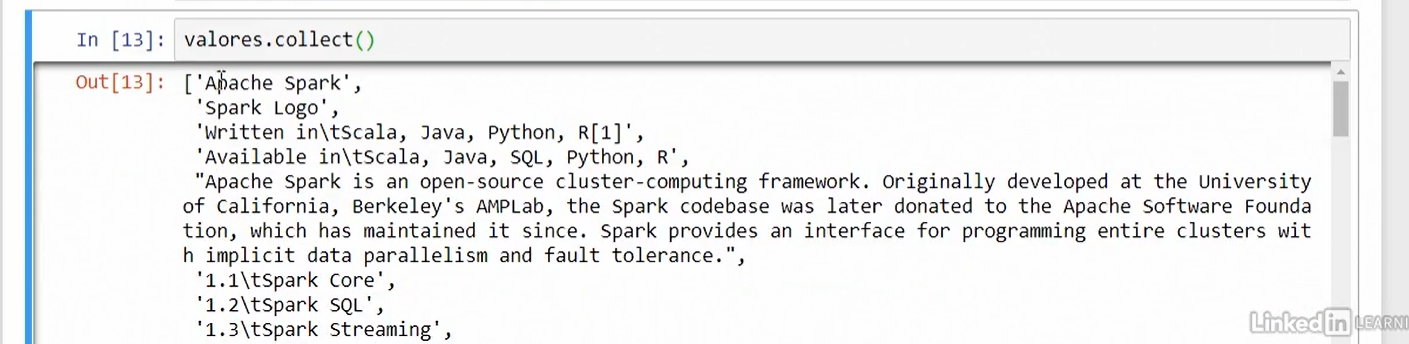 In [13]: valores.collect()
Out[13]: ['Apache Spark',
'Spark Logo',
'Written in\tScala, Java, Python, R[1]',
'Available in\tScala, Java, SQL, Python, R',
"Apache Spark is an open-source cluster-computing framework. Originally developed at the University
of California, Berkeley's AMPLab, the Spark codebase was later donated to the Apache Software Founda
tion, which has maintained it since. Spark provides an interface for programming entire clusters wit
h implicit data parallelism and fault tolerance.",
'1.1\tSpark Core',
'1.2\tSpark SQL',
'1.3\tSpark Streaming',
Linked in LEARNI